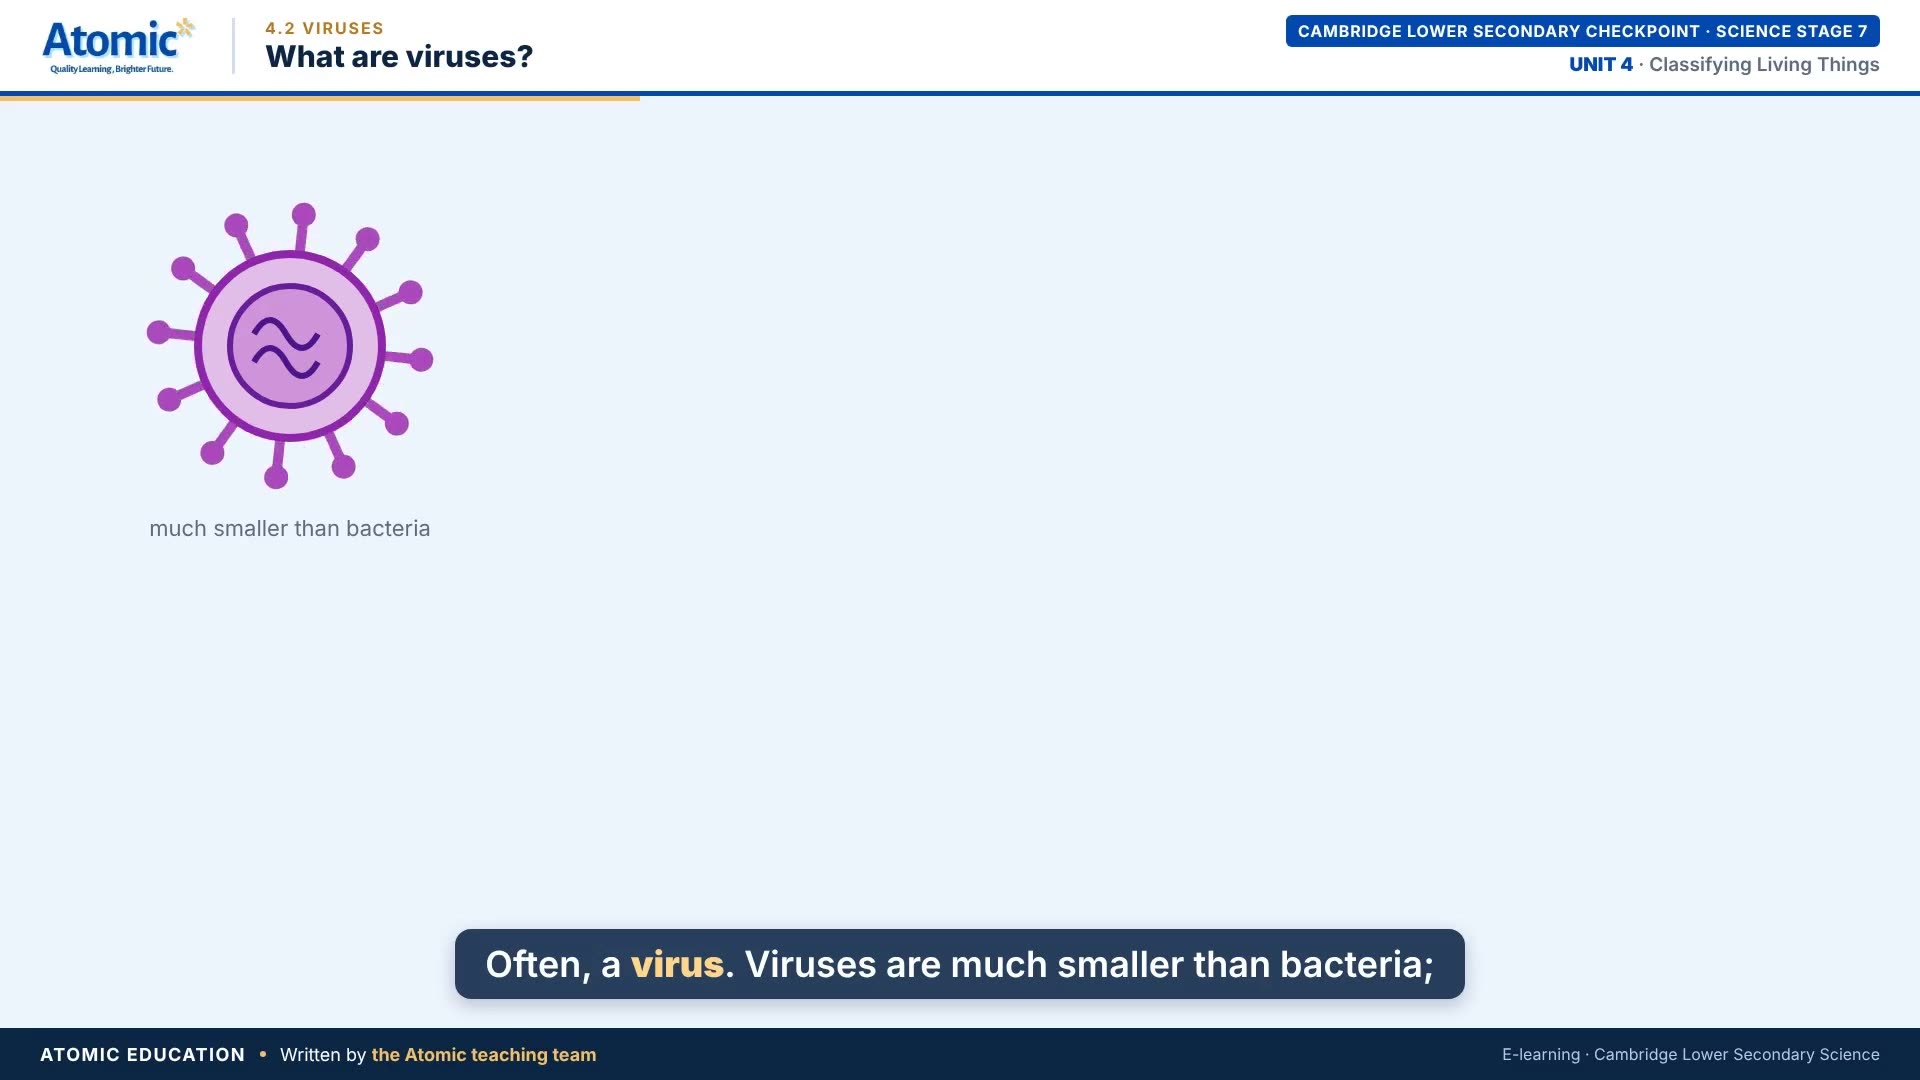 Atomic
Quality Learning, Brighter Future.
4.2 VIRUSES
What are viruses?
CAMBRIDGE LOWER SECONDARY CHECKPOINT · SCIENCE STAGE 7
UNIT 4 · Classifying Living Things
much smaller than bacteria
Often, a virus. Viruses are much smaller than bacteria;
ATOMIC EDUCATION • Written by the Atomic teaching team
E-learning · Cambridge Lower Secondary Science